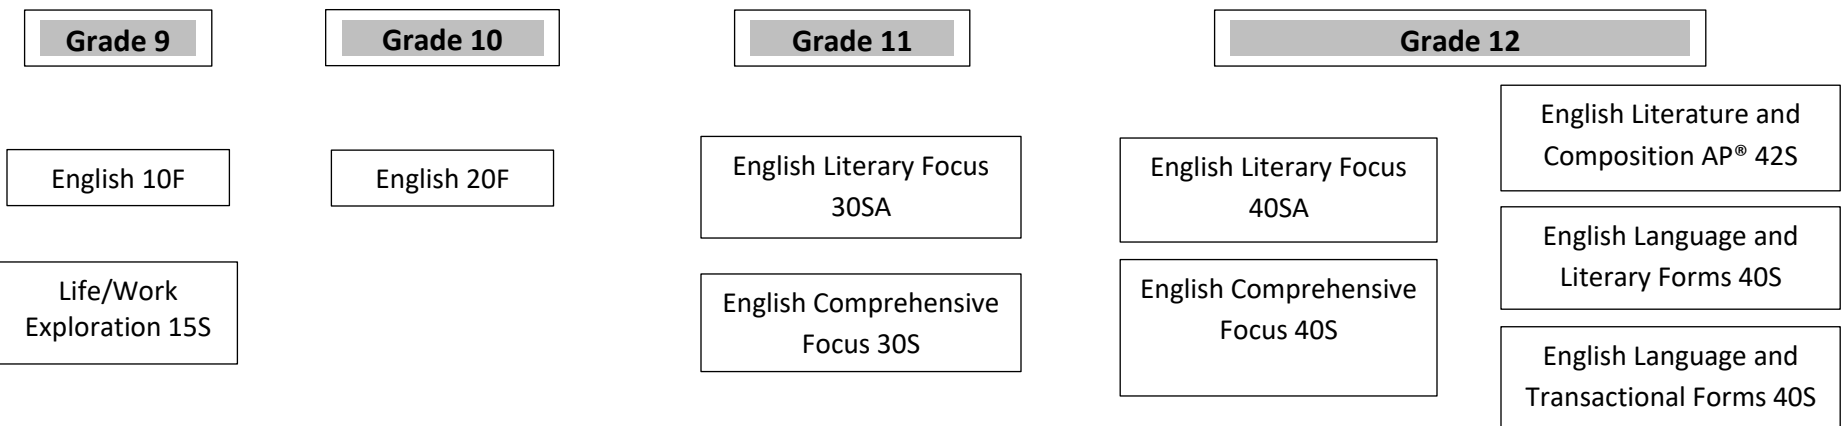 Grade 9
Grade 10
Grade 11
Grade 12
English 10F
Life/Work
Exploration 15S
English 20F
English Literary Focus
30SA
English Comprehensive
Focus 30S
English Literary Focus
40SA
English Comprehensive
Focus 40S
English Literature and
Composition AP® 42S
English Language and
Literary Forms 40S
English Language and
Transactional Forms 40S